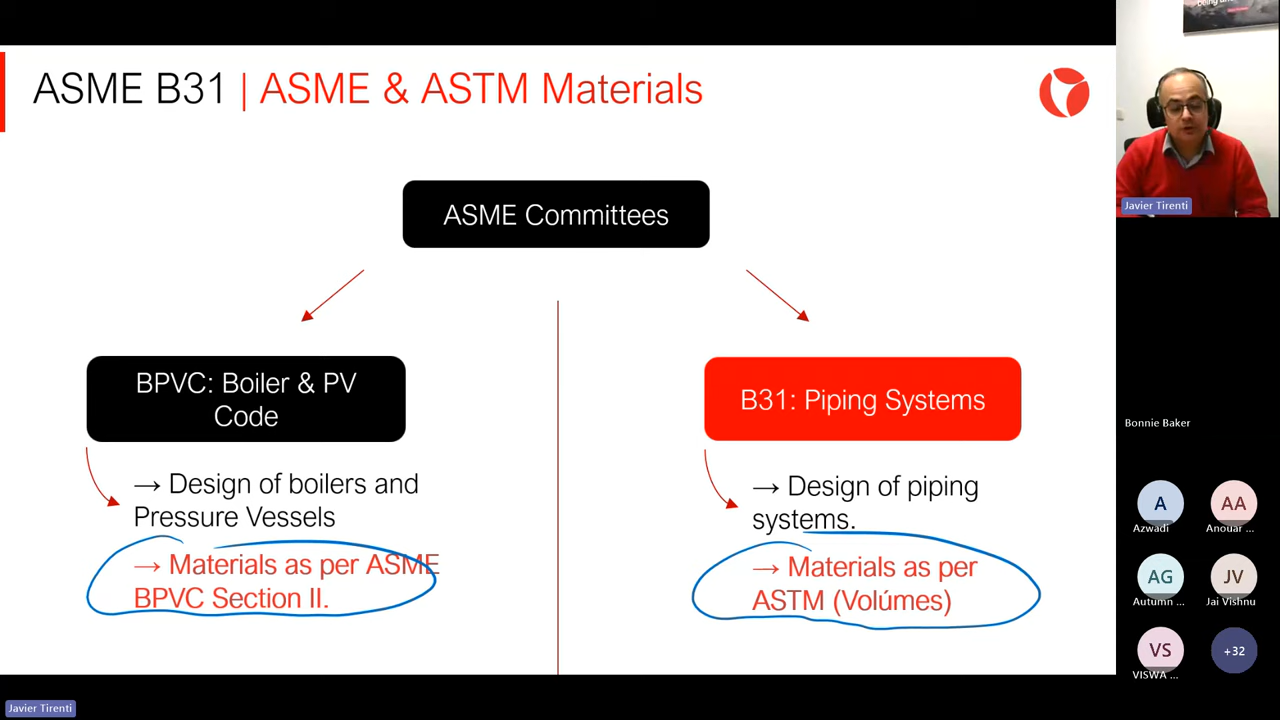 ASME B31 | ASME & ASTM Materials
ASME Committees
BPVC: Boiler & PV
Code
→ Design of boilers and
Pressure Vessels
→ Materials as per ASME
BPVC Section II.
B31: Piping Systems
→ Design of piping
systems.
→ Materials as per
ASTM (Volúmes)
Javier Tirenti
Bonnie Baker
A
Azwadi
AA
Anouar ...
AG
Autumn ...
JV
Jai Vishnu
VS
VISWA ...
+32
Javier Tirenti